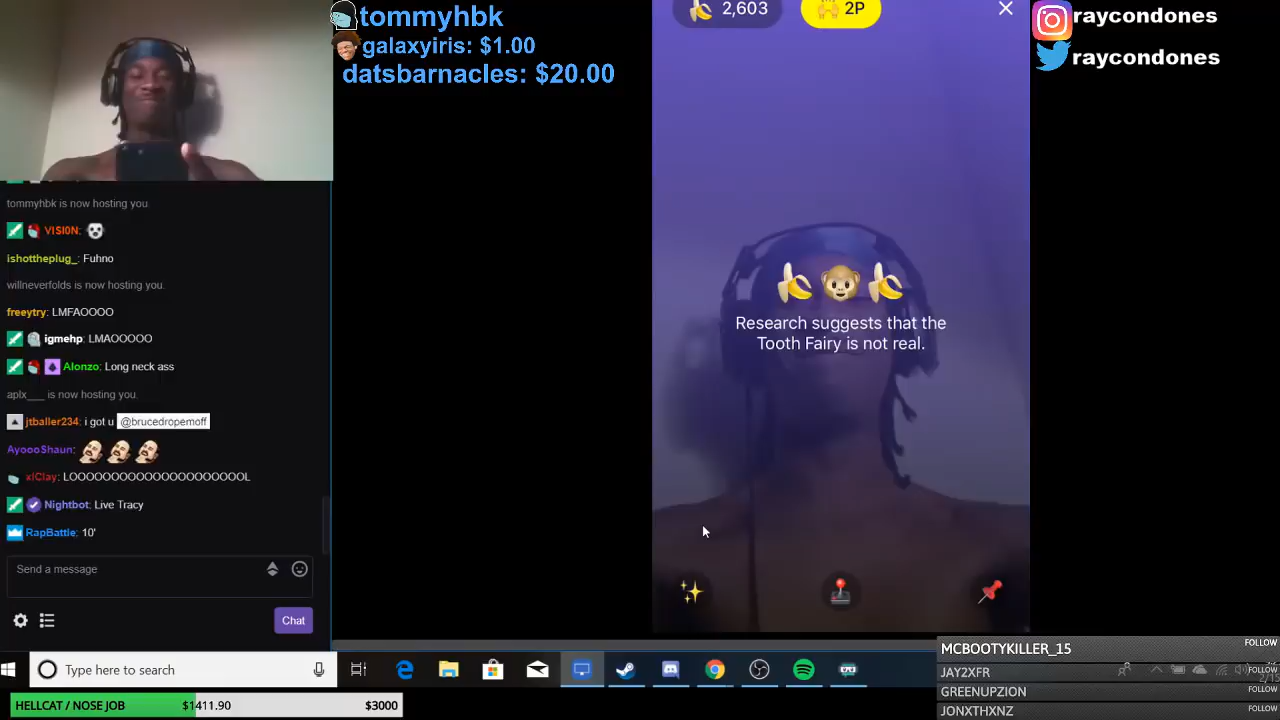 tommyhbk
galaxyiris: $1.00
datsbarnacles: $20.00
2,603
2P
raycondones
raycondones
tommyhbk is now hosting you.
VISI0N:
ishottheplug_: Fuhno
willneverfolds is now hosting you.
freeytry: LMFAOOOO
igmehp: LMAOOOOO
Alonzo: Long neck ass
aplx___ is now hosting you.
jtballer234: i got u @brucedropemoff
AyoooShaun:
xlClay: LOOOOOOOOOOOOOOOOOOOOL
Nightbot: Live Tracy
RapBattle: 10'
Send a message
Chat
Research suggests that the
Tooth Fairy is not real.
Type here to search
HELLCAT / NOSE JOB
$1411.90
$3000
MCBOOTYKILLER_15 FOLLOW
JAY2XFR FOLLOW
GREENUPZION FOLLOW
JONXTHXNZ FOLLOW